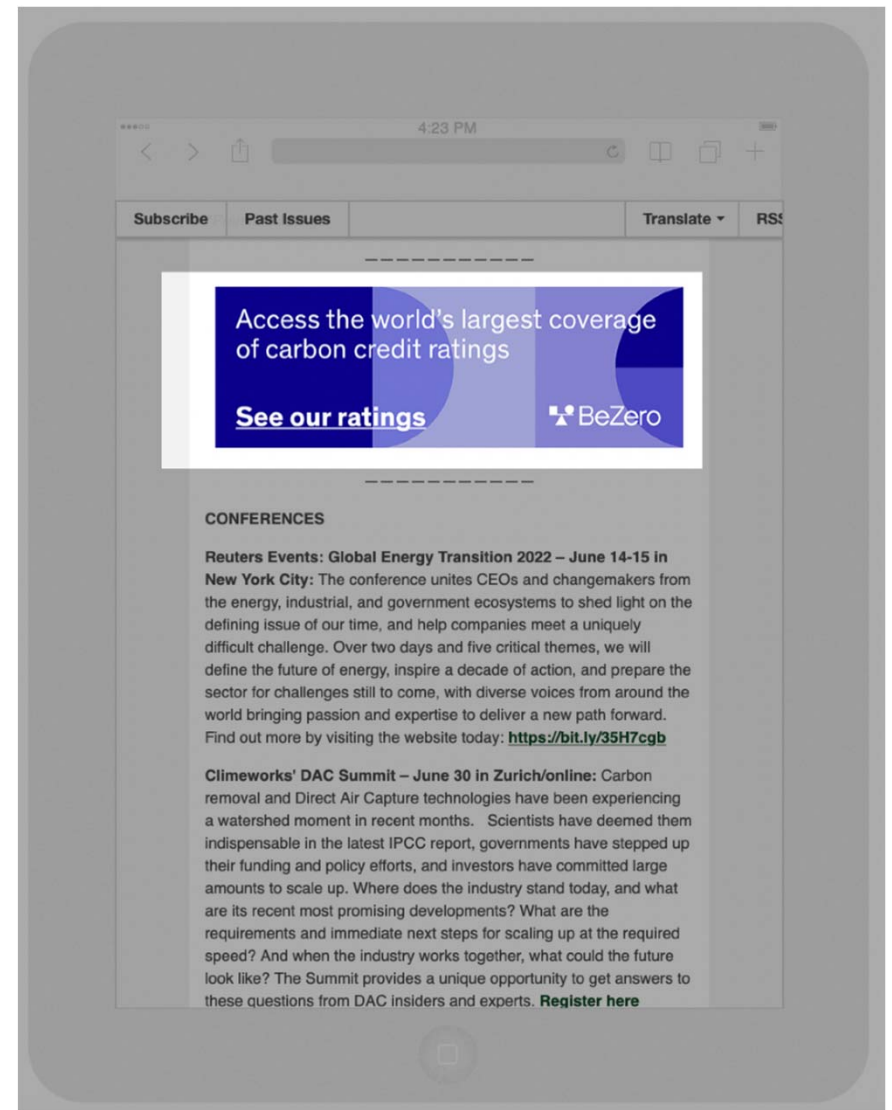 4:23 PM
Subscribe
Past Issues
Translate
RSS
___________
Access the world's largest coverage
of carbon credit ratings
See our ratings
BeZero
___________
CONFERENCES
Reuters Events: Global Energy Transition 2022 – June 14-15 in
New York City: The conference unites CEOs and changemakers from
the energy, industrial, and government ecosystems to shed light on the
defining issue of our time, and help companies meet a uniquely
difficult challenge. Over two days and five critical themes, we will
define the future of energy, inspire a decade of action, and prepare the
sector for challenges still to come, with diverse voices from around the
world bringing passion and expertise to deliver a new path forward.
Find out more by visiting the website today: https://bit.ly/35H7cgb
Climeworks' DAC Summit – June 30 in Zurich/online: Carbon
removal and Direct Air Capture technologies have been experiencing
a watershed moment in recent months.   Scientists have deemed them
indispensable in the latest IPCC report, governments have stepped up
their funding and policy efforts, and investors have committed large
amounts to scale up. Where does the industry stand today, and what
are its recent most promising developments? What are the
requirements and immediate next steps for scaling up at the required
speed? And when the industry works together, what could the future
look like? The Summit provides a unique opportunity to get answers to
these questions from DAC insiders and experts. Register here